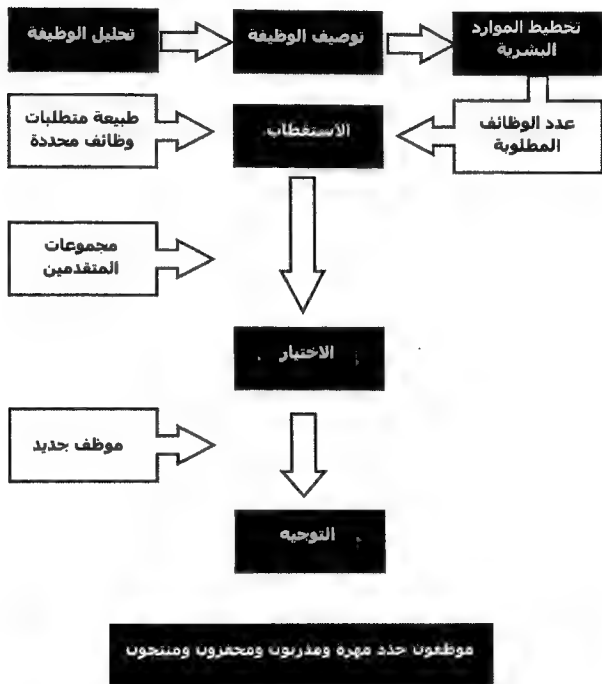 تحليل الوظيفة
توصيف الوظيفة
تخطيط الموارد
البشرية
طبيعة متطلبات
وظائف محددة
الاستقطاب
عدد الوظائف
المطلوبة
مجموعات
المتقدمين
الاختبار
موظف جديد
التوجيه
موظفون جدد مهرة ومدربون ومحفزون ومنتجون